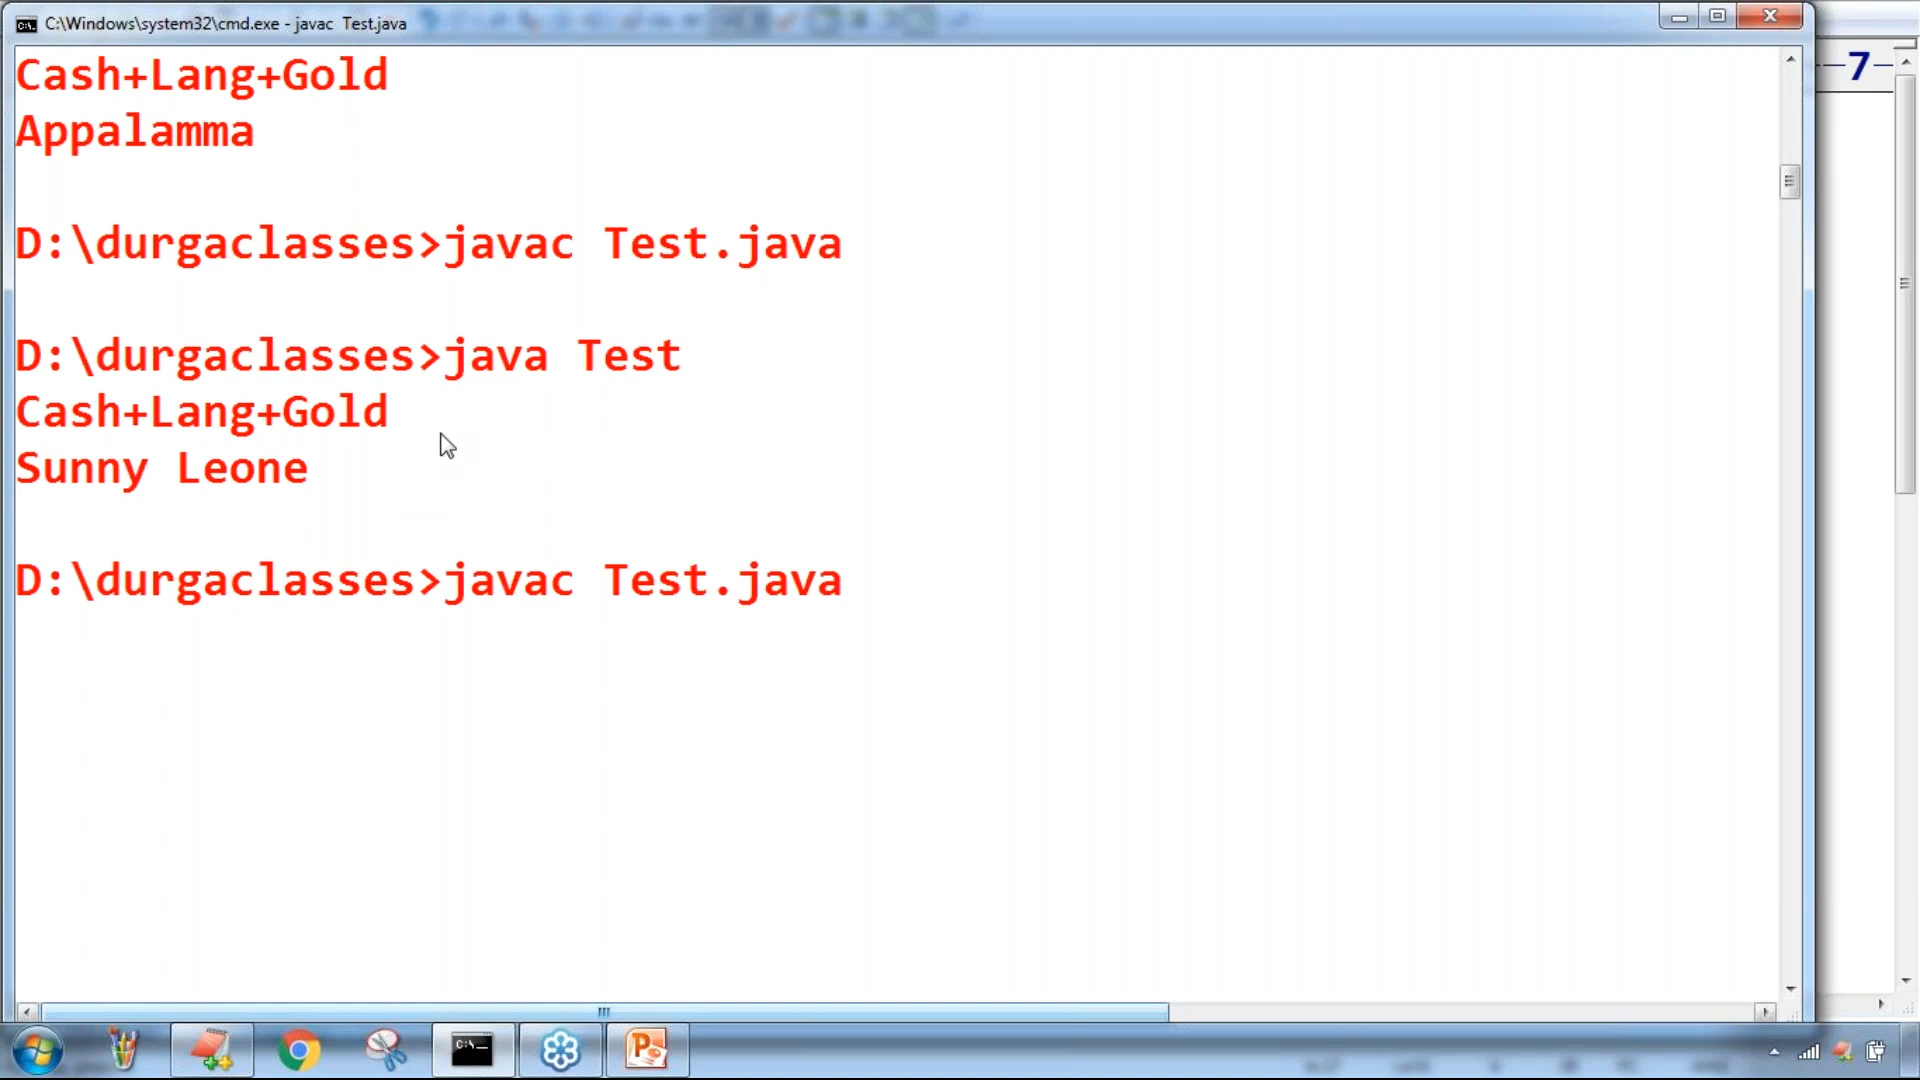 C:\Windows\system32\cmd.exe - javac Test.java
Cash+Lang+Gold
Appalamma
D:\durgaclasses>javac Test.java
D:\durgaclasses>java Test
Cash+Lang+Gold
Sunny Leone
D:\durgaclasses>javac Test.java
7